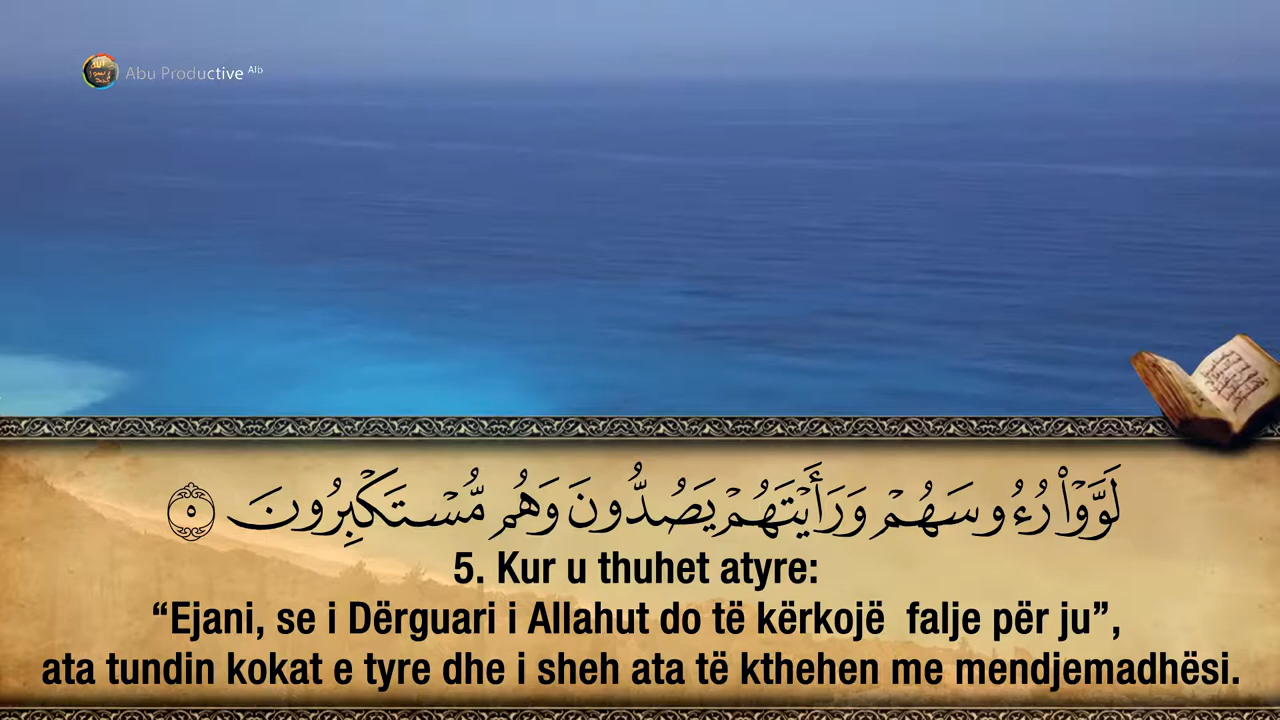 Abu Productive Alb
لَوَّوْا۟ رُءُوسَهُمْ وَرَأَيْتَهُمْ يَصُدُّونَ وَهُم مُّسْتَكْبِرُونَ ٥
5. Kur u thuhet atyre:
“Ejani, se i Dërguari i Allahut do të kërkojë falje për ju”,
ata tundin kokat e tyre dhe i sheh ata të kthehen me mendjemadhësi.